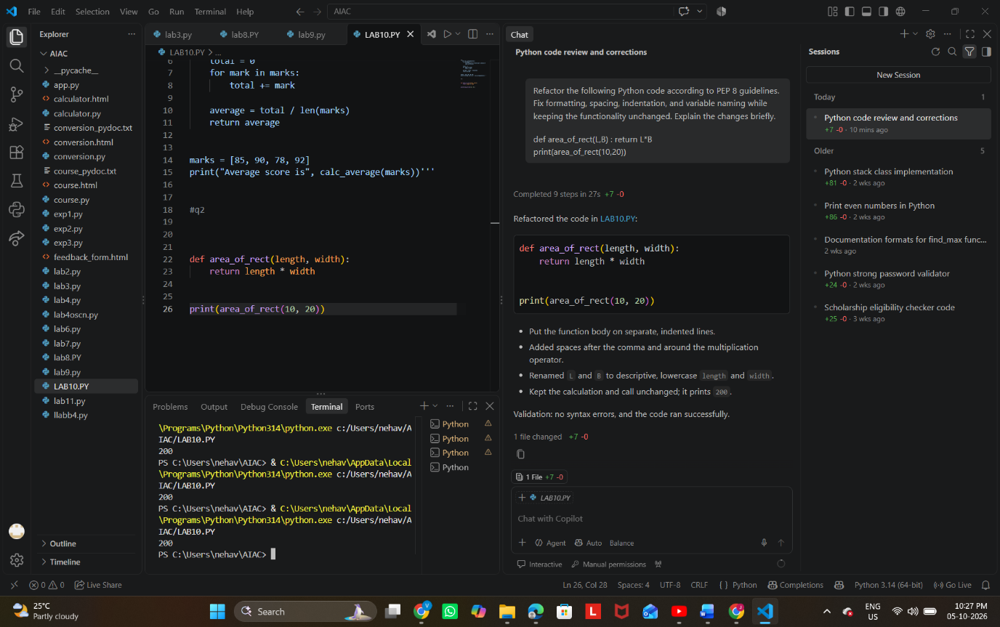 File Edit Selection View Go Run Terminal Help
AIAC
Explorer
AIAC
__pycache__
app.py
calculator.html
calculator.py
conversion_pydoc.txt
conversion.html
conversion.py
course_pydoc.txt
course.html
course.py
exp1.py
exp2.py
exp3.py
feedback_form.html
lab2.py
lab3.py
lab4.py
lab4oscn.py
lab6.py
lab7.py
lab8.PY
lab9.py
LAB10.PY
lab11.py
llabb4.py
Outline
Timeline
lab3.py lab8.PY lab9.py LAB10.PY
LAB10.PY > ...
6 total = 0
7 for mark in marks:
8 total += mark
9
10 average = total / len(marks)
11 return average
12
13
14 marks = [85, 90, 78, 92]
15 print("Average score is", calc_average(marks))'''
16
17
18 #q2
19
20
21
22 def area_of_rect(length, width):
23 return length * width
24
25
26 print(area_of_rect(10, 20))
Problems Output Debug Console Terminal Ports
\Programs\Python\Python314\python.exe c:/Users/nehav/A
IAC/LAB10.PY
200
PS C:\Users\nehav\AIAC> & C:\Users\nehav\AppData\Local
\Programs\Python\Python314\python.exe c:/Users/nehav/A
IAC/LAB10.PY
200
PS C:\Users\nehav\AIAC> & C:\Users\nehav\AppData\Local
\Programs\Python\Python314\python.exe c:/Users/nehav/A
IAC/LAB10.PY
200
PS C:\Users\nehav\AIAC>
Python
Python
Python
Python
Chat
Python code review and corrections
Refactor the following Python code according to PEP 8 guidelines.
Fix formatting, spacing, indentation, and variable naming while
keeping the functionality unchanged. Explain the changes briefly.
def area_of_rect(L,B) : return L*B
print(area_of_rect(10,20))
Completed 9 steps in 27s +7 -0
Refactored the code in LAB10.PY:
def area_of_rect(length, width):
return length * width
print(area_of_rect(10, 20))
• Put the function body on separate, indented lines.
• Added spaces after the comma and around the multiplication
operator.
• Renamed L and B to descriptive, lowercase length and width.
• Kept the calculation and call unchanged; it prints 200.
Validation: no syntax errors, and the code ran successfully.
1 file changed +7 -0
1 File +7 -0
LAB10.PY
Chat with Copilot
Agent Auto Balance
Interactive Manual permissions
Sessions
New Session
Today 1
Python code review and corrections
+7 -0 · 10 mins ago
Older 5
Python stack class implementation
+81 -0 · 2 wks ago
Print even numbers in Python
+86 -0 · 2 wks ago
Documentation formats for find_max func...
2 wks ago
Python strong password validator
+24 -0 · 2 wks ago
Scholarship eligibility checker code
+25 -0 · 3 wks ago
0 0 Live Share
Ln 26, Col 28 Spaces: 4 UTF-8 CRLF { } Python Completions Python 3.14 (64-bit) Go Live
25°C
Partly cloudy
Search
V
L
J
ENG
US
10:27 PM
05-10-2026